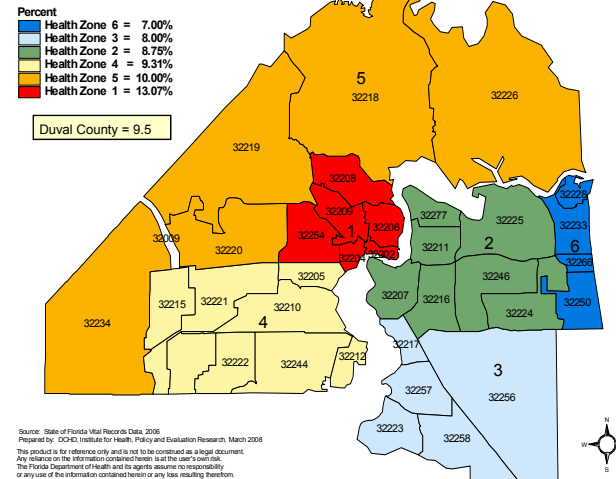 Percent
Health Zone 6 = 7.00%
Health Zone 3 = 8.00%
Health Zone 2 = 8.75%
Health Zone 4 = 9.31%
Health Zone 5 = 10.00%
Health Zone 1 = 13.07%
Duval County = 9.5
5
32218
32226
32219
32208
32228
32209
32277
32225
32233
32254
1
32206
32009
32211
2
6
32220
32204
32202
32266
32205
32246
32215
32221
32210
32207
32216
32250
32224
32234
4
32217
32212
32222
32244
3
32257
32256
32223
32258
Source: State of Florida Vital Records Data, 2006
Prepared by: DCHD, Institute for Health, Policy and Evaluation Research, March 2008
This product is for reference only and is not to be construed as a legal document.
Any reliance on the information contained herein is at the user's own risk.
The Florida Department of Health and its agents assume no responsibility
or any use of the information contained herein or any loss resulting therefrom.
N
W
S